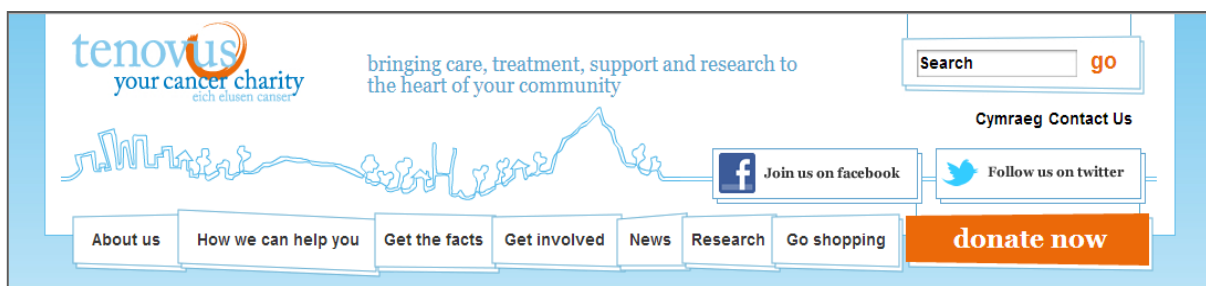 tenovus
your cancer charity
eich elusen canser
bringing care, treatment, support and research to
the heart of your community
Search
go
Cymraeg Contact Us
Join us on facebook
Follow us on twitter
About us
How we can help you
Get the facts
Get involved
News
Research
Go shopping
donate now